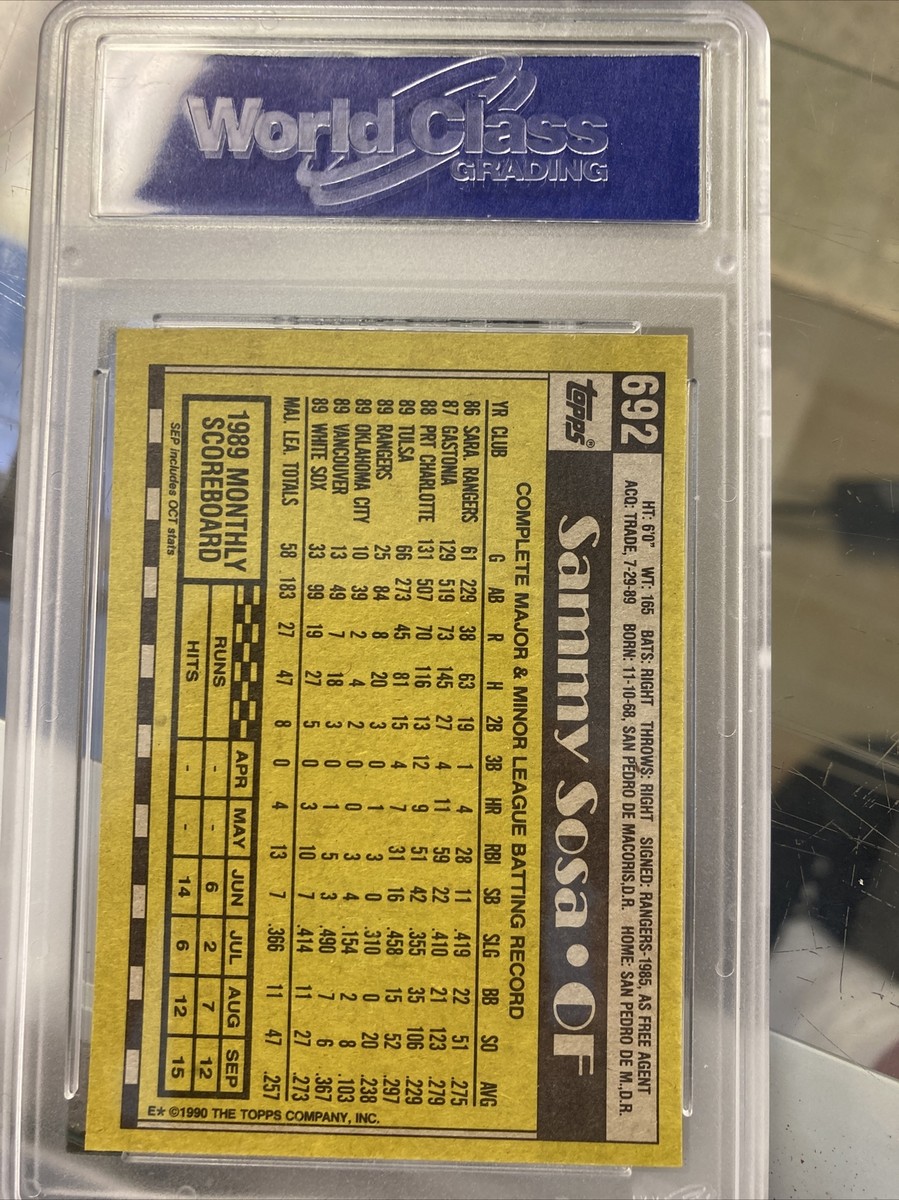 World Class
GRADING
692
HT: 6'0" WT: 165 BATS: RIGHT THROWS: RIGHT SIGNED: RANGERS-1985, AS FREE AGENT
ACQ: TRADE, 7-29-89 BORN: 11-10-68, SAN PEDRO DE MACORIS,D.R. HOME: SAN PEDRO DE M.,D.R.
TOPPS®
Sammy Sosa • OF
COMPLETE MAJOR & MINOR LEAGUE BATTING RECORD
YR CLUB G AB R H 2B 3B HR RBI SB SLG BB SO AVG
86 SARA. RANGERS 61 229 38 63 19 1 4 28 11 .419 22 51 .275
87 GASTONIA 129 519 73 145 27 4 11 59 22 .410 21 123 .279
88 PRT CHARLOTTE 131 507 70 116 13 12 9 51 42 .355 35 106 .229
89 TULSA 66 273 45 81 15 4 7 31 16 .458 15 52 .297
89 RANGERS 25 84 8 20 3 0 1 3 0 .310 0 20 .238
89 OKLAHOMA CITY 10 39 2 4 2 0 0 3 4 .154 2 8 .103
89 VANCOUVER 13 49 7 18 3 0 1 5 3 .490 7 6 .367
89 WHITE SOX 33 99 19 27 5 0 3 10 7 .414 11 27 .273
MAJ. LEA. TOTALS 58 183 27 47 8 0 4 13 7 .366 11 47 .257
1989 MONTHLY
SCOREBOARD
APR MAY JUN JUL AUG SEP
RUNS - - 6 2 7 12
HITS - - 14 6 12 15
SEP includes OCT stats
E* ©1990 THE TOPPS COMPANY, INC.